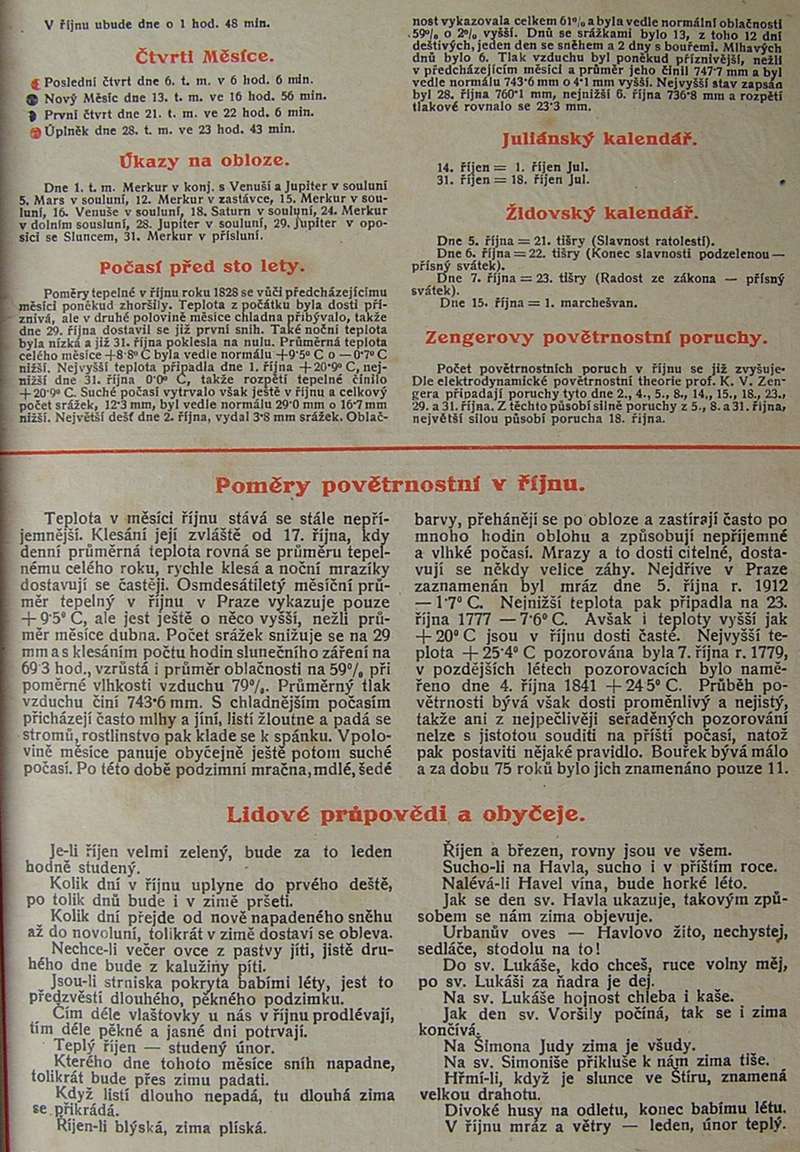 V říjnu ubude dne o 1 hod. 48 min.
Čtvrti Měsíce.
Poslední čtvrt dne 6. t. m. v 6 hod. 6 min.
Nový Měsíc dne 13. t. m. ve 16 hod. 56 min.
První čtvrt dne 21. t. m. ve 22 hod. 6 min.
Úplněk dne 28. t. m. ve 23 hod. 43 min.
Úkazy na obloze.
Dne 1. t. m. Merkur v konj. s Venuší a Jupiter v souluní
5. Mars v souluní, 12. Merkur v zastávce, 15. Merkur v sou-
luní, 16. Venuše v souluní, 18. Saturn v souluní, 24. Merkur
v dolním sousluní, 28. Jupiter v souluní, 29. Jupiter v opo-
sici se Sluncem, 31. Merkur v přísluní.
Počasí před sto lety.
Poměry tepelné v říjnu roku 1828 se vůči předcházejícímu
měsíci poněkud zhoršily. Teplota z počátku byla dosti pří-
znivá, ale v druhé polovině měsíce chladna přibývalo, takže
dne 29. října dostavil se již první sníh. Také noční teplota
byla nízká a již 31. října poklesla na nulu. Průměrná teplota
celého měsíce +8·8° C byla vedle normálu +9·5° C o —0·7° C
nižší. Nejvyšší teplota připadla dne 1. října +20·9° C, nej-
nižší dne 31. října 0·0° C, takže rozpětí tepelné činilo
+20·9° C. Suché počasí vytrvalo však ještě v říjnu a celkový
počet srážek, 12·3 mm, byl vedle normálu 29·0 mm o 16·7 mm
nižší. Největší dešť dne 2. října, vydal 3·8 mm srážek. Oblač-
nost vykazovala celkem 61% a byla vedle normální oblačnosti
59% o 2% vyšší. Dnů se srážkami bylo 13, z toho 12 dní
deštivých, jeden den se sněhem a 2 dny s bouřemi. Mlhavých
dnů bylo 6. Tlak vzduchu byl poněkud příznivější, nežli
v předcházejícím měsíci a průměr jeho činil 747·7 mm a byl
vedle normálu 743·6 mm o 4·1 mm vyšší. Nejvyšší stav zapsán
byl 28. října 760·1 mm, nejnižší 6. října 736·8 mm a rozpětí
tlakové rovnalo se 23·3 mm.
Juliánský kalendář.
14. říjen = 1. říjen Jul.
31. říjen = 18. říjen Jul.
Židovský kalendář.
Dne 5. října = 21. tišry (Slavnost ratolestí).
Dne 6. října = 22. tišry (Konec slavnosti podzelenou —
přísný svátek).
Dne 7. října = 23. tišry (Radost ze zákona — přísný
svátek).
Dne 15. října = 1. marchešvan.
Zengerovy povětrnostní poruchy.
Počet povětrnostních poruch v říjnu se již zvyšuje.
Dle elektrodynamické povětrnostní theorie prof. K. V. Zen-
gera připadají poruchy tyto dne 2., 4., 5., 8., 14., 15., 18., 23.,
29. a 31. října. Z těchto působí silně poruchy z 5., 8. a 31. října,
největší silou působí porucha 18. října.
Poměry povětrnostní v říjnu.
Teplota v měsíci říjnu stává se stále nepří-
jemnější. Klesání její zvláště od 17. října, kdy
denní průměrná teplota rovná se průměru tepel-
nému celého roku, rychle klesá a noční mrazíky
dostavují se častěji. Osmdesátiletý měsíční prů-
měr tepelný v říjnu v Praze vykazuje pouze
+9·5° C, ale jest ještě o něco vyšší, nežli prů-
měr měsíce dubna. Počet srážek snižuje se na 29
mm a s klesáním počtu hodin slunečního záření na
69·3 hod., vzrůstá i průměr oblačnosti na 59% při
poměrné vlhkosti vzduchu 79%. Průměrný tlak
vzduchu činí 743·6 mm. S chladnějším počasím
přicházejí často mlhy a jíní, listí žloutne a padá se
stromů, rostlinstvo pak klade se k spánku. V polo-
vině měsíce panuje obyčejně ještě potom suché
počasí. Po této době podzimní mračna, mdlé, šedé
barvy, přehánějí se po obloze a zastírají často po
mnoho hodin oblohu a způsobují nepříjemné
a vlhké počasí. Mrazy a to dosti citelné, dosta-
vují se někdy velice záhy. Nejdříve v Praze
zaznamenán byl mráz dne 5. října r. 1912
—1·7° C. Nejnižší teplota pak připadla na 23.
října 1777 —7·6° C. Avšak i teploty vyšší jak
+20° C jsou v říjnu dosti časté. Nejvyšší te-
plota +25·4° C pozorována byla 7. října r. 1779,
v pozdějších létech pozorovacích bylo namě-
řeno dne 4. října 1841 +24 5° C. Průběh po-
větrnosti bývá však dosti proměnlivý a nejistý,
takže ani z nejpečlivěji seřaděných pozorování
nelze s jistotou souditi na příští počasí, natož
pak postaviti nějaké pravidlo. Bouřek bývá málo
a za dobu 75 roků bylo jich znamenáno pouze 11.
Lidové průpovědi a obyčeje.
Je-li říjen velmi zelený, bude za to leden
hodně studený.
Kolik dní v říjnu uplyne do prvého deště,
po tolik dnů bude i v zimě pršeti.
Kolik dní přejde od nově napadeného sněhu
až do novoluní, tolikrát v zimě dostaví se obleva.
Nechce-li večer ovce z pastvy jíti, jistě dru-
hého dne bude z kalužiny píti.
Jsou-li strniska pokryta babími léty, jest to
předzvěstí dlouhého, pěkného podzimku.
Čím déle vlaštovky u nás v říjnu prodlévají,
tím déle pěkné a jasné dni potrvají.
Teplý říjen — studený únor.
Kterého dne tohoto měsíce sníh napadne,
tolikrát bude přes zimu padati.
Když listí dlouho nepadá, tu dlouhá zima
se přikrádá.
Říjen-li blýská, zima plíská.
Říjen a březen, rovny jsou ve všem.
Sucho-li na Havla, sucho i v příštím roce.
Nalévá-li Havel vína, bude horké léto.
Jak se den sv. Havla ukazuje, takovým způ-
sobem se nám zima objevuje.
Urbanův oves — Havlovo žito, nechystej,
sedláče, stodolu na to!
Do sv. Lukáše, kdo chceš, ruce volny měj,
po sv. Lukáši za ňadra je dej.
Na sv. Lukáše hojnost chleba i kaše.
Jak den sv. Voršily počíná, tak se i zima
končívá.
Na Šimona Judy zima je všudy.
Na sv. Simoniše přikluše k nám zima tiše.
Hřmí-li, když je slunce ve Štíru, znamená
velkou drahotu.
Divoké husy na odletu, konec babímu létu.
V říjnu mráz a větry — leden, únor teplý.